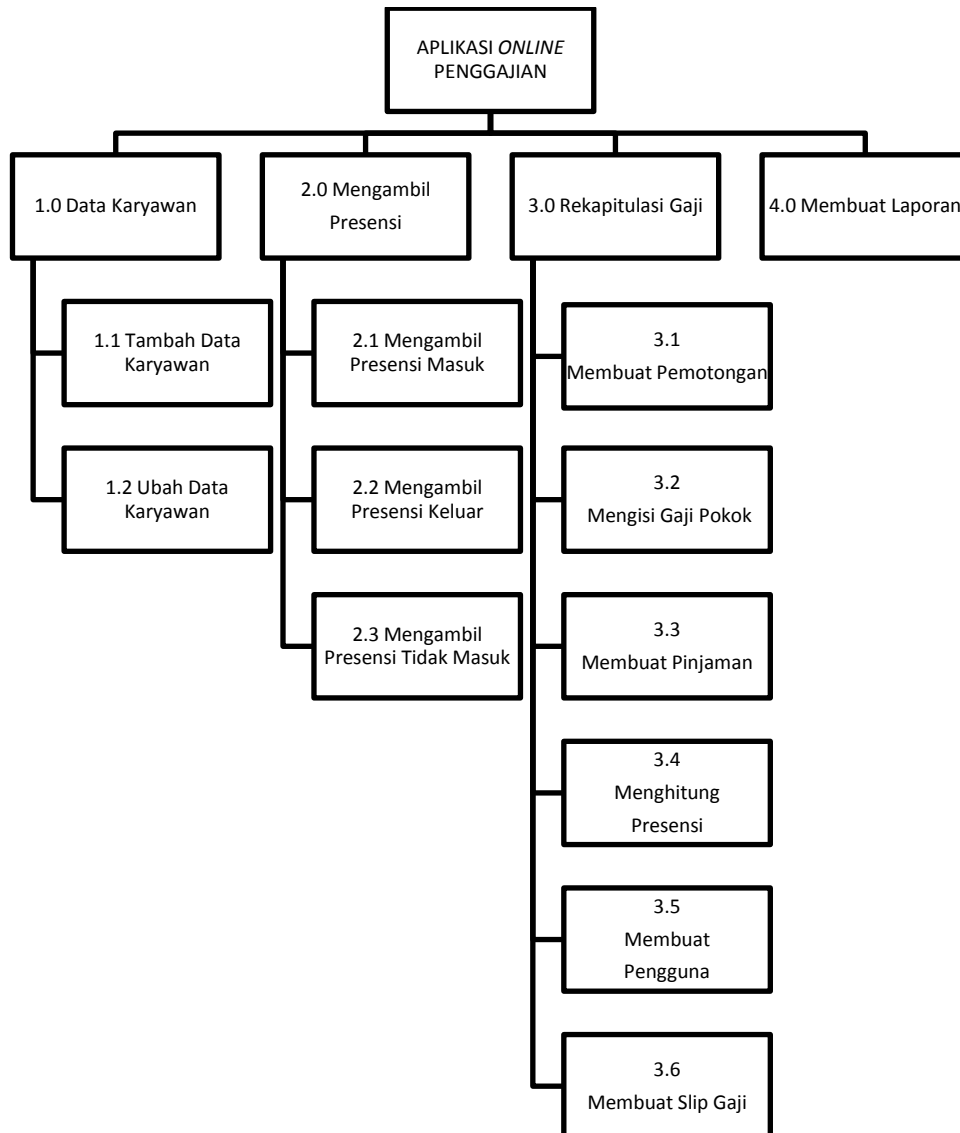 APLIKASI ONLINE
PENGGAJIAN
1.0 Data Karyawan
2.0 Mengambil
Presensi
3.0 Rekapitulasi Gaji
4.0 Membuat Laporan
1.1 Tambah Data
Karyawan
1.2 Ubah Data
Karyawan
2.1 Mengambil
Presensi Masuk
2.2 Mengambil
Presensi Keluar
2.3 Mengambil
Presensi Tidak Masuk
3.1
Membuat Pemotongan
3.2
Mengisi Gaji Pokok
3.3
Membuat Pinjaman
3.4
Menghitung
Presensi
3.5
Membuat
Pengguna
3.6
Membuat Slip Gaji